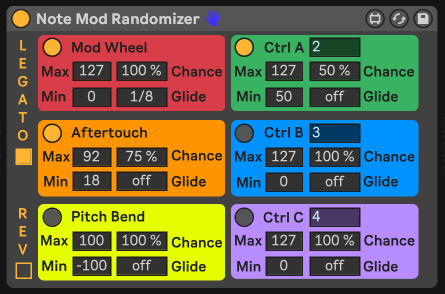 Note Mod Randomizer
LEGATO
REV
Mod Wheel
Max 127 100 % Chance
Min 0 1/8 Glide
Ctrl A 2
Max 127 50 % Chance
Min 50 off Glide
Aftertouch
Max 92 75 % Chance
Min 18 off Glide
Ctrl B 3
Max 127 100 % Chance
Min 0 off Glide
Pitch Bend
Max 100 100 % Chance
Min -100 off Glide
Ctrl C 4
Max 127 100 % Chance
Min 0 off Glide